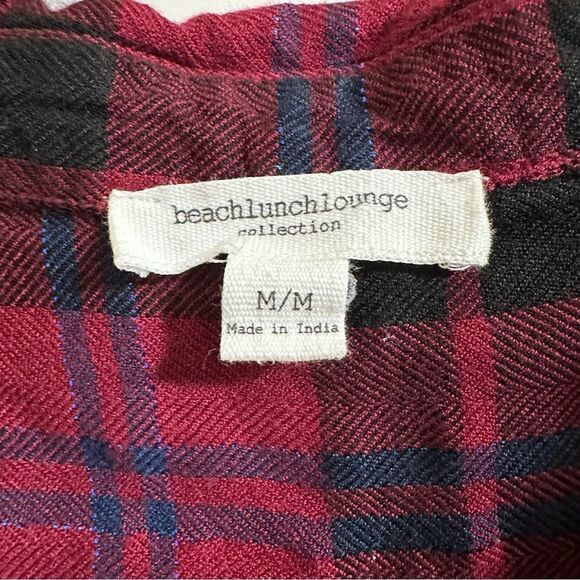 beachlunchlounge
collection
M/M
Made in India